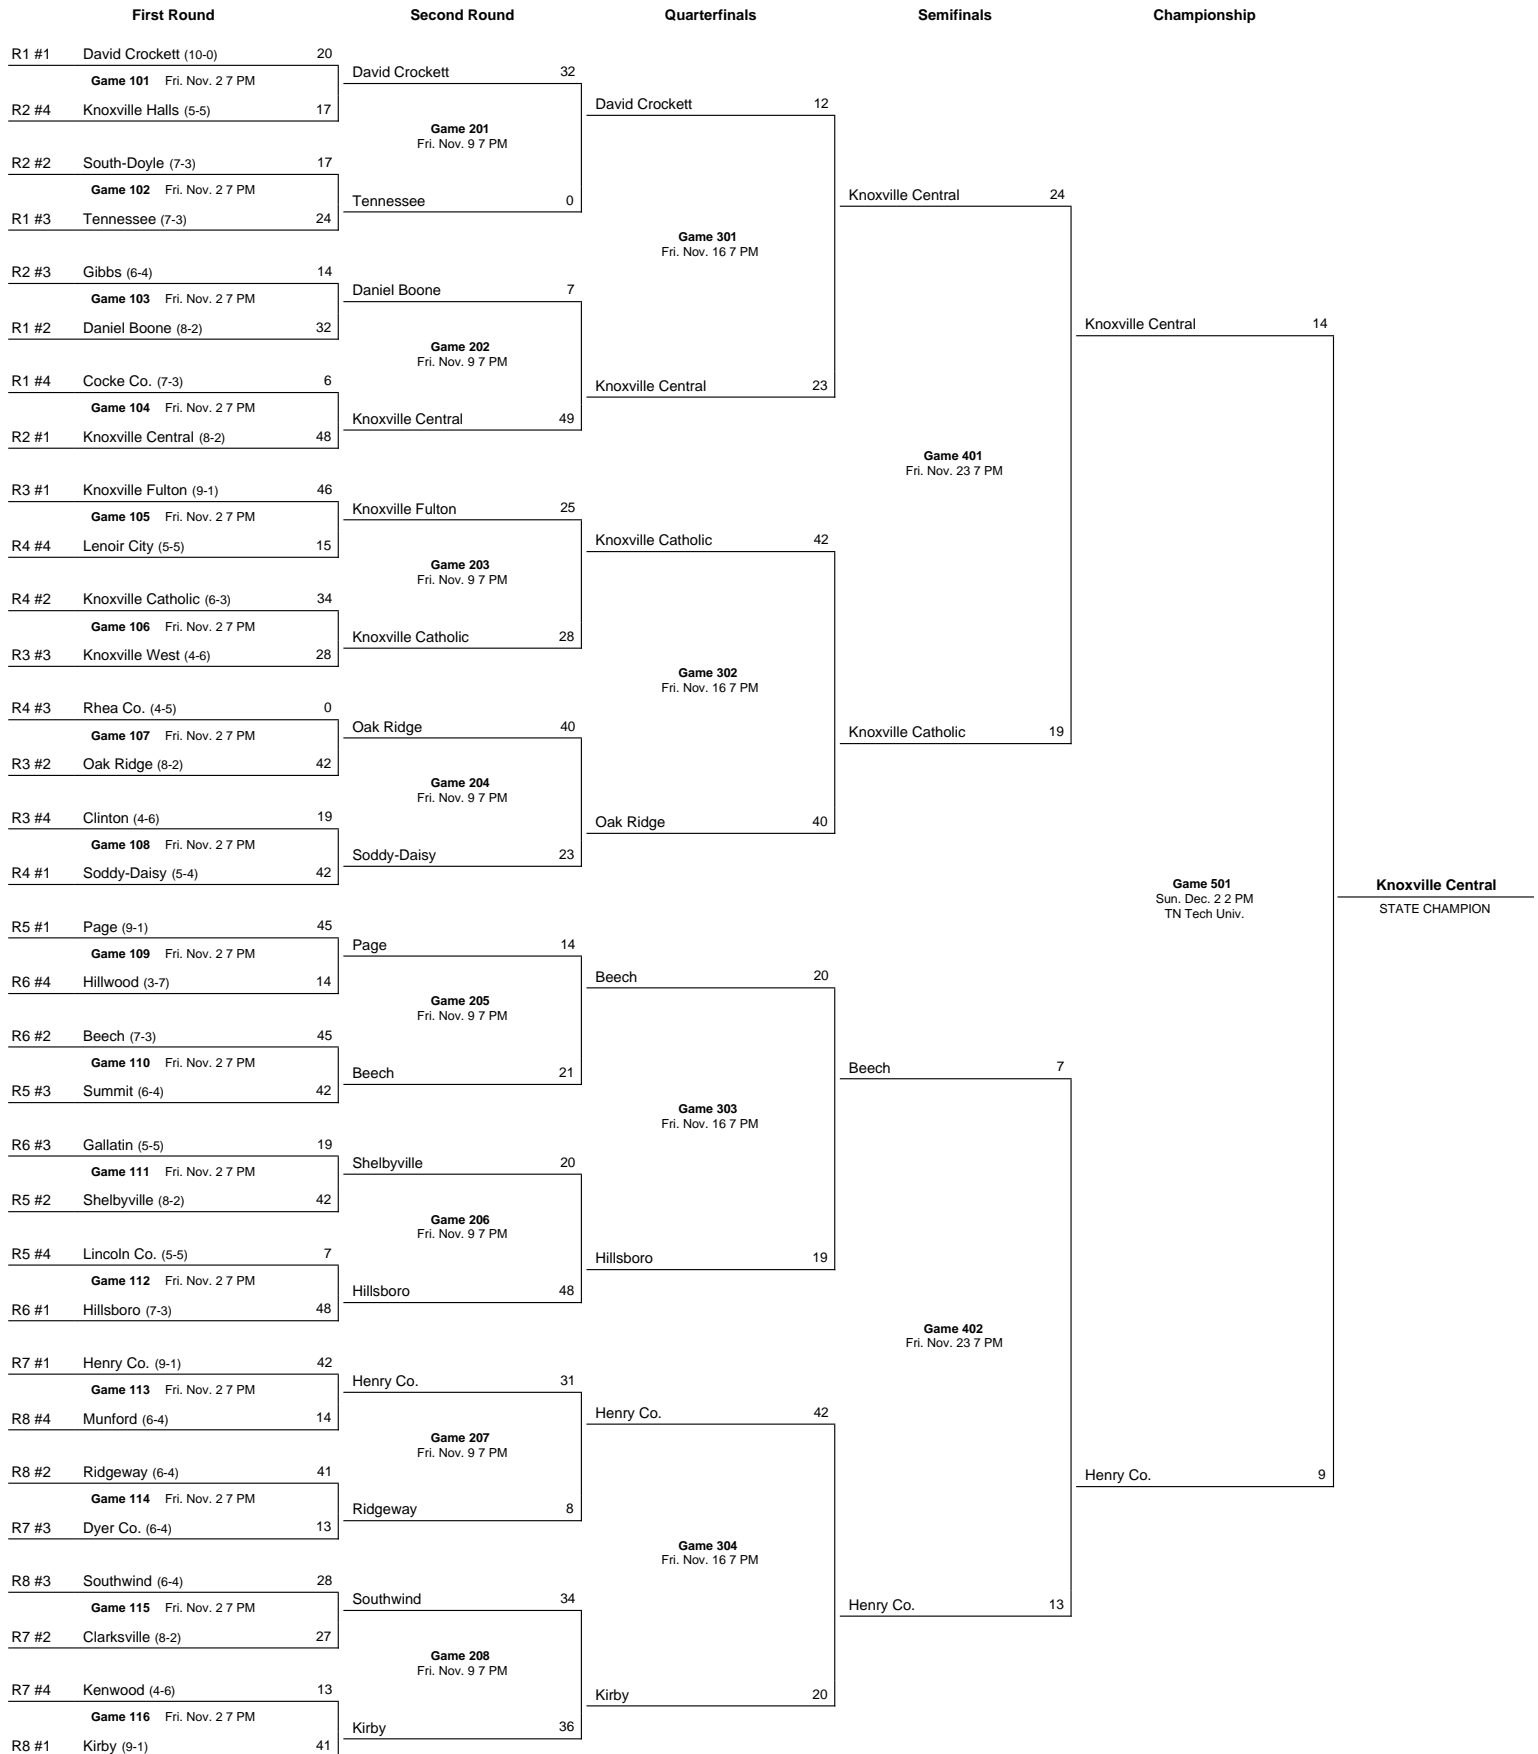 First Round
Second Round
Quarterfinals
Semifinals
Championship
R1 #1 David Crockett (10-0) 20
Game 101 Fri. Nov. 2 7 PM
R2 #4 Knoxville Halls (5-5) 17
R2 #2 South-Doyle (7-3) 17
Game 102 Fri. Nov. 2 7 PM
R1 #3 Tennessee (7-3) 24
R2 #3 Gibbs (6-4) 14
Game 103 Fri. Nov. 2 7 PM
R1 #2 Daniel Boone (8-2) 32
R1 #4 Cocke Co. (7-3) 6
Game 104 Fri. Nov. 2 7 PM
R2 #1 Knoxville Central (8-2) 48
R3 #1 Knoxville Fulton (9-1) 46
Game 105 Fri. Nov. 2 7 PM
R4 #4 Lenoir City (5-5) 15
R4 #2 Knoxville Catholic (6-3) 34
Game 106 Fri. Nov. 2 7 PM
R3 #3 Knoxville West (4-6) 28
R4 #3 Rhea Co. (4-5) 0
Game 107 Fri. Nov. 2 7 PM
R3 #2 Oak Ridge (8-2) 42
R3 #4 Clinton (4-6) 19
Game 108 Fri. Nov. 2 7 PM
R4 #1 Soddy-Daisy (5-4) 42
R5 #1 Page (9-1) 45
Game 109 Fri. Nov. 2 7 PM
R6 #4 Hillwood (3-7) 14
R6 #2 Beech (7-3) 45
Game 110 Fri. Nov. 2 7 PM
R5 #3 Summit (6-4) 42
R6 #3 Gallatin (5-5) 19
Game 111 Fri. Nov. 2 7 PM
R5 #2 Shelbyville (8-2) 42
R5 #4 Lincoln Co. (5-5) 7
Game 112 Fri. Nov. 2 7 PM
R6 #1 Hillsboro (7-3) 48
R7 #1 Henry Co. (9-1) 42
Game 113 Fri. Nov. 2 7 PM
R8 #4 Munford (6-4) 14
R8 #2 Ridgeway (6-4) 41
Game 114 Fri. Nov. 2 7 PM
R7 #3 Dyer Co. (6-4) 13
R8 #3 Southwind (6-4) 28
Game 115 Fri. Nov. 2 7 PM
R7 #2 Clarksville (8-2) 27
R7 #4 Kenwood (4-6) 13
Game 116 Fri. Nov. 2 7 PM
R8 #1 Kirby (9-1) 41
David Crockett 32
Game 201
Fri. Nov. 9 7 PM
Tennessee 0
Daniel Boone 7
Game 202
Fri. Nov. 9 7 PM
Knoxville Central 49
Knoxville Fulton 25
Game 203
Fri. Nov. 9 7 PM
Knoxville Catholic 28
Oak Ridge 40
Game 204
Fri. Nov. 9 7 PM
Soddy-Daisy 23
Page 14
Game 205
Fri. Nov. 9 7 PM
Beech 21
Shelbyville 20
Game 206
Fri. Nov. 9 7 PM
Hillsboro 48
Henry Co. 31
Game 207
Fri. Nov. 9 7 PM
Ridgeway 8
Southwind 34
Game 208
Fri. Nov. 9 7 PM
Kirby 36
David Crockett 12
Game 301
Fri. Nov. 16 7 PM
Knoxville Central 23
Knoxville Catholic 42
Game 302
Fri. Nov. 16 7 PM
Oak Ridge 40
Beech 20
Game 303
Fri. Nov. 16 7 PM
Hillsboro 19
Henry Co. 42
Game 304
Fri. Nov. 16 7 PM
Kirby 20
Knoxville Central 24
Game 401
Fri. Nov. 23 7 PM
Knoxville Catholic 19
Beech 7
Game 402
Fri. Nov. 23 7 PM
Henry Co. 13
Knoxville Central 14
Game 501
Sun. Dec. 2 2 PM
TN Tech Univ.
Henry Co. 9
Knoxville Central
STATE CHAMPION